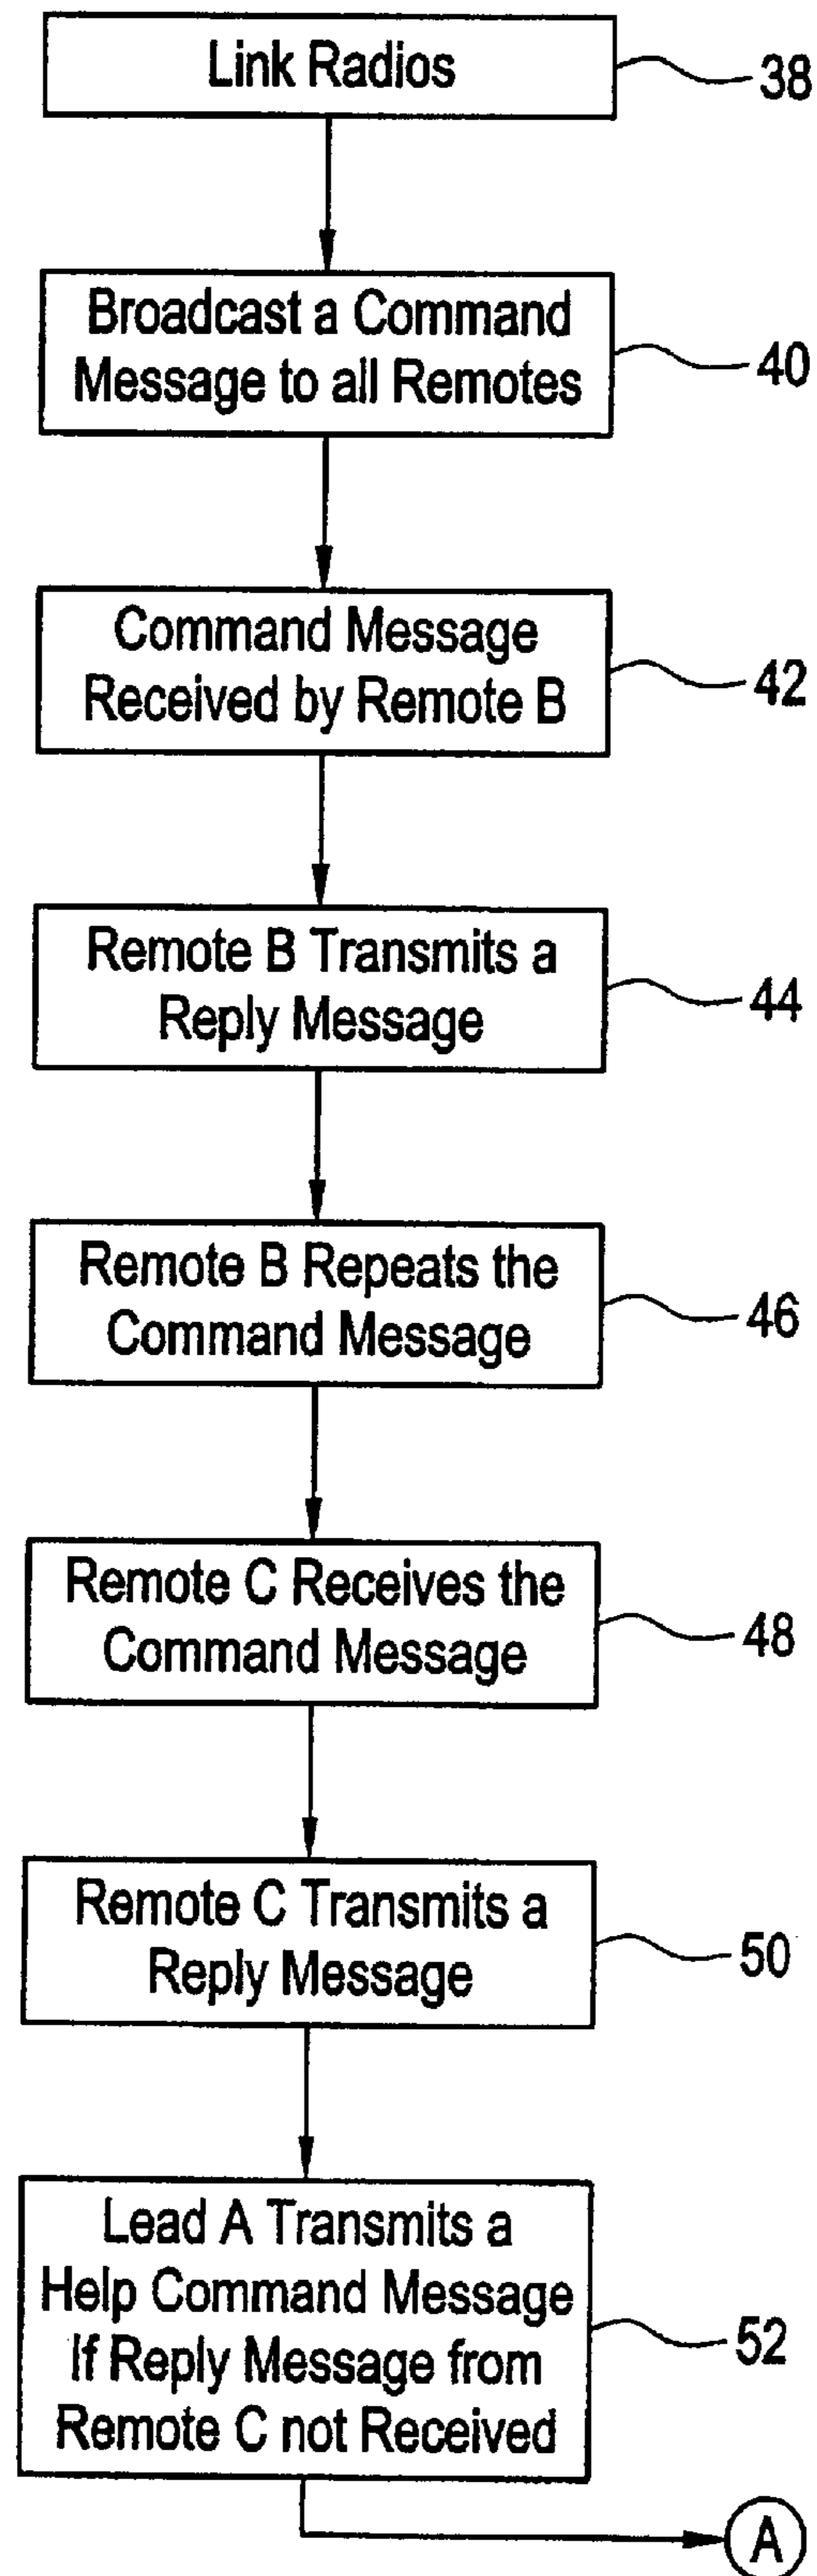 Link Radios
38
Broadcast a Command
Message to all Remotes
40
Command Message
Received by Remote B
42
Remote B Transmits a
Reply Message
44
Remote B Repeats the
Command Message
46
Remote C Receives the
Command Message
48
Remote C Transmits a
Reply Message
50
Lead A Transmits a
Help Command Message
If Reply Message from
Remote C not Received
52
A